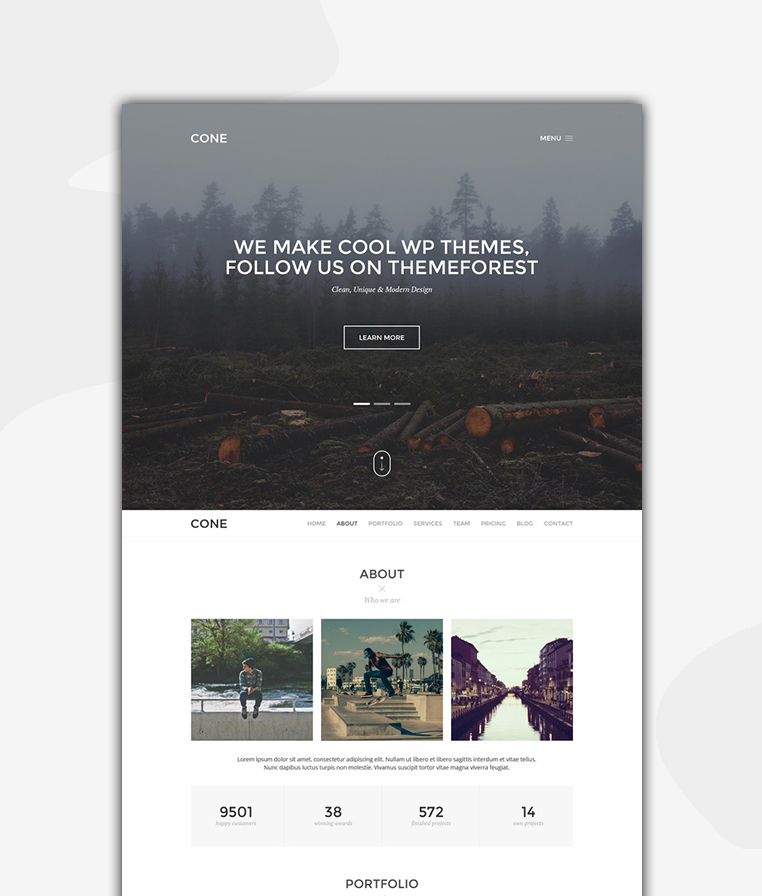 CONE
MENU
WE MAKE COOL WP THEMES,
FOLLOW US ON THEMEFOREST
Clean, Unique & Modern Design
LEARN MORE
CONE
HOME ABOUT PORTFOLIO SERVICES TEAM PRICING BLOG CONTACT
ABOUT
Who we are
Lorem ipsum dolor sit amet, consectetur adipiscing elit. Nullam ut libero et libero sagittis interdum et vitae tellus.
Nunc dapibus luctus turpis non molestie. Vivamus suscipit tortor vitae magna viverra feugiat.
9501 38 572 14
happy customers winning awards finished projects own projects
PORTFOLIO